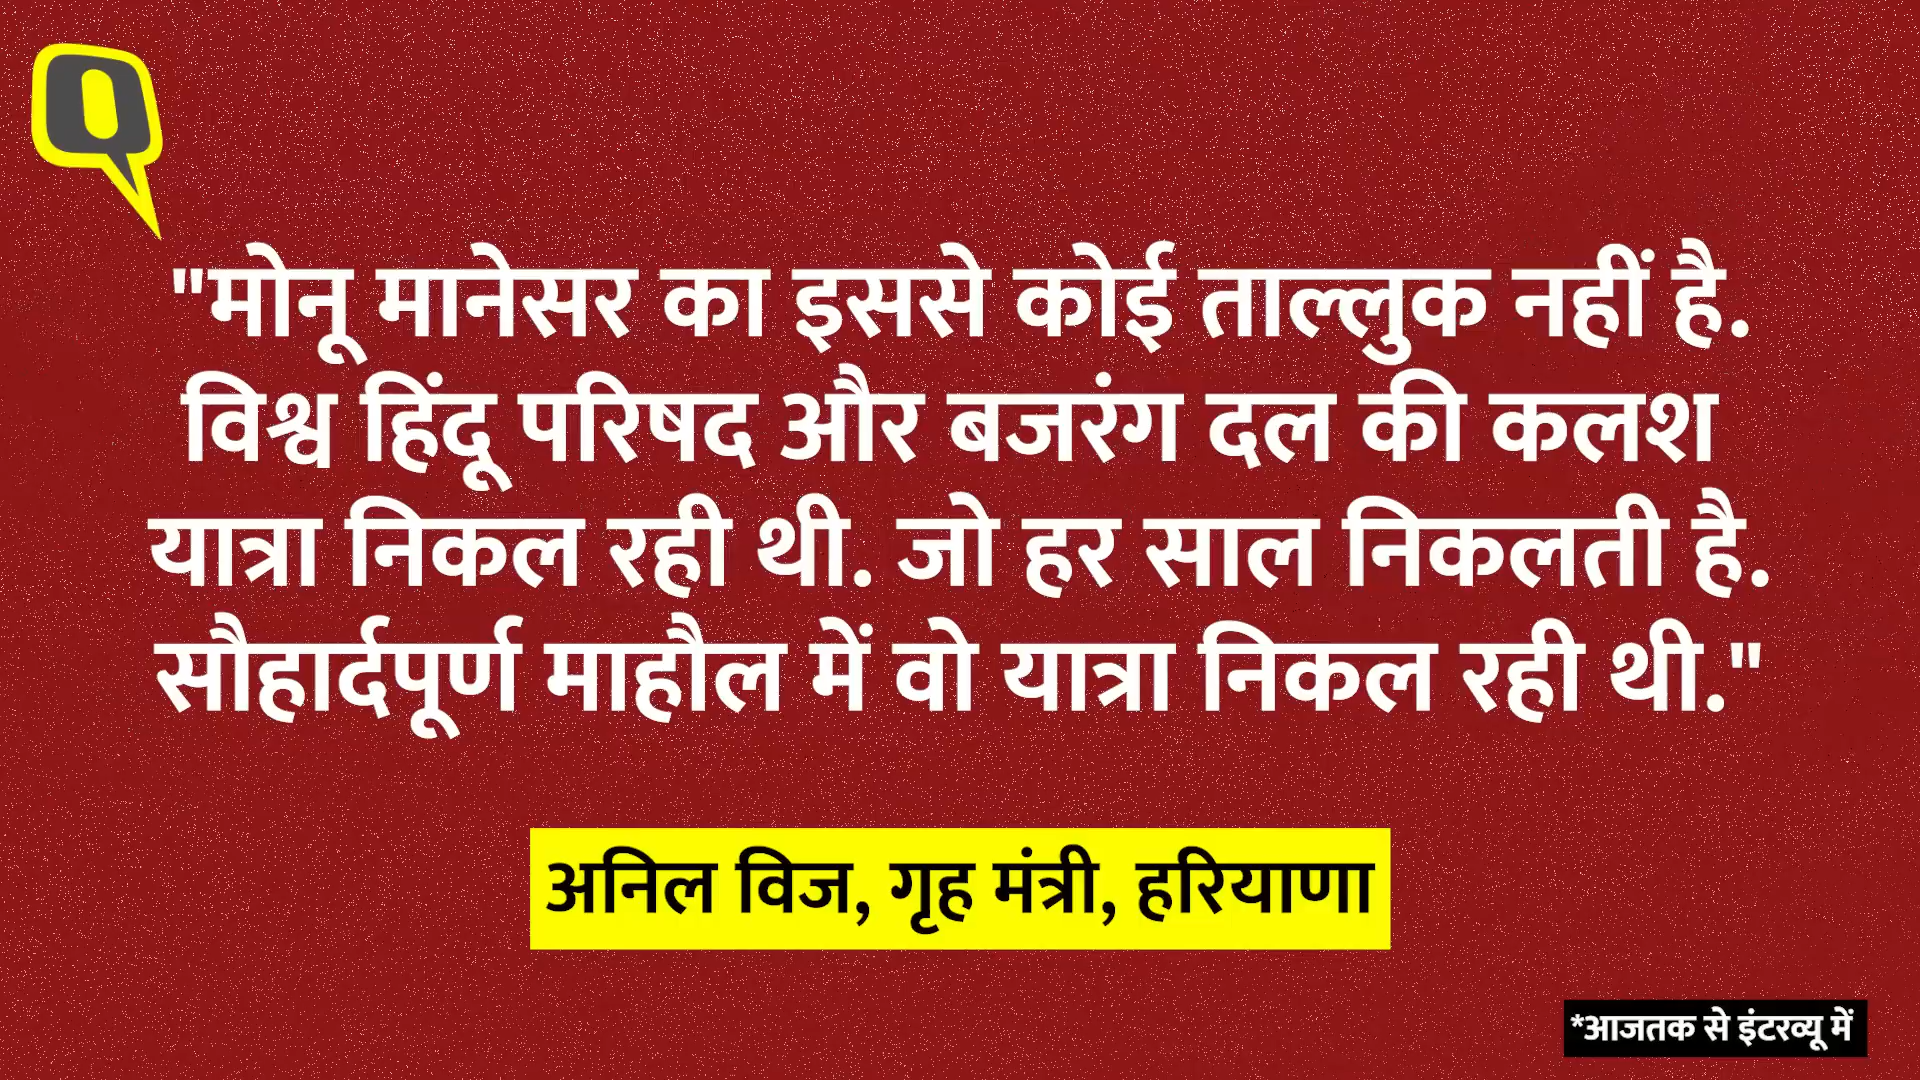 "मोनू मानेसर का इससे कोई ताल्लुक नहीं है.
विश्व हिंदू परिषद और बजरंग दल की कलश
यात्रा निकल रही थी. जो हर साल निकलती है.
सौहार्दपूर्ण माहौल में वो यात्रा निकल रही थी."
अनिल विज, गृह मंत्री, हरियाणा
*आजतक से इंटरव्यू में